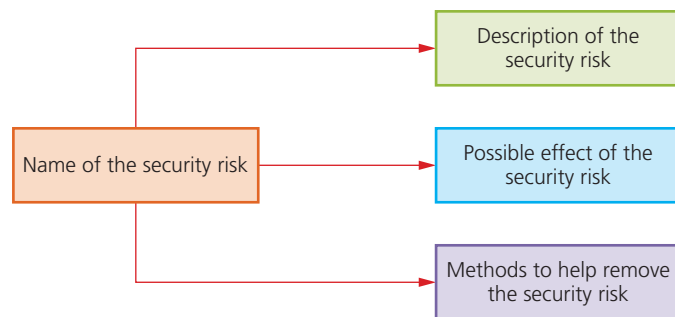 Description of the
security risk
Name of the security risk
Possible effect of the
security risk
Methods to help remove
the security risk